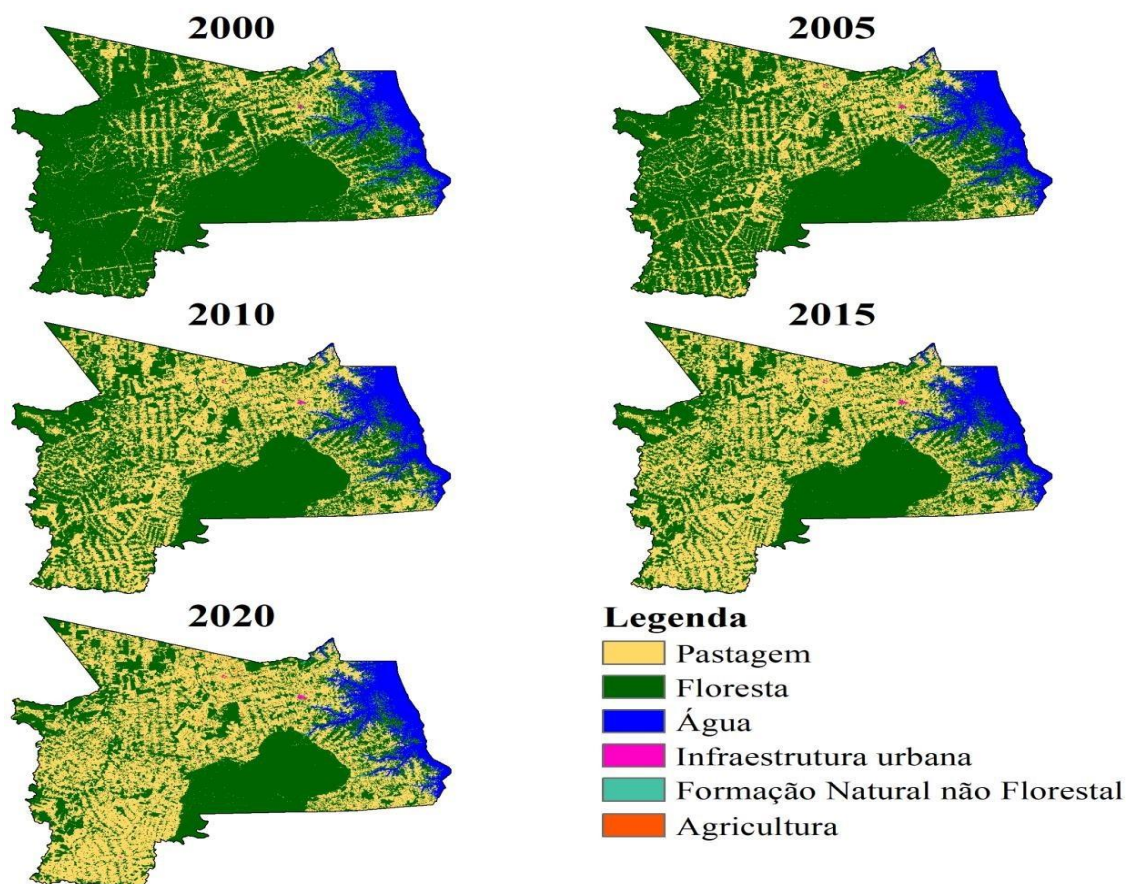 2000
2005
2010
2015
2020
Legenda
Pastagem
Floresta
Água
Infraestrutura urbana
Formação Natural não Florestal
Agricultura